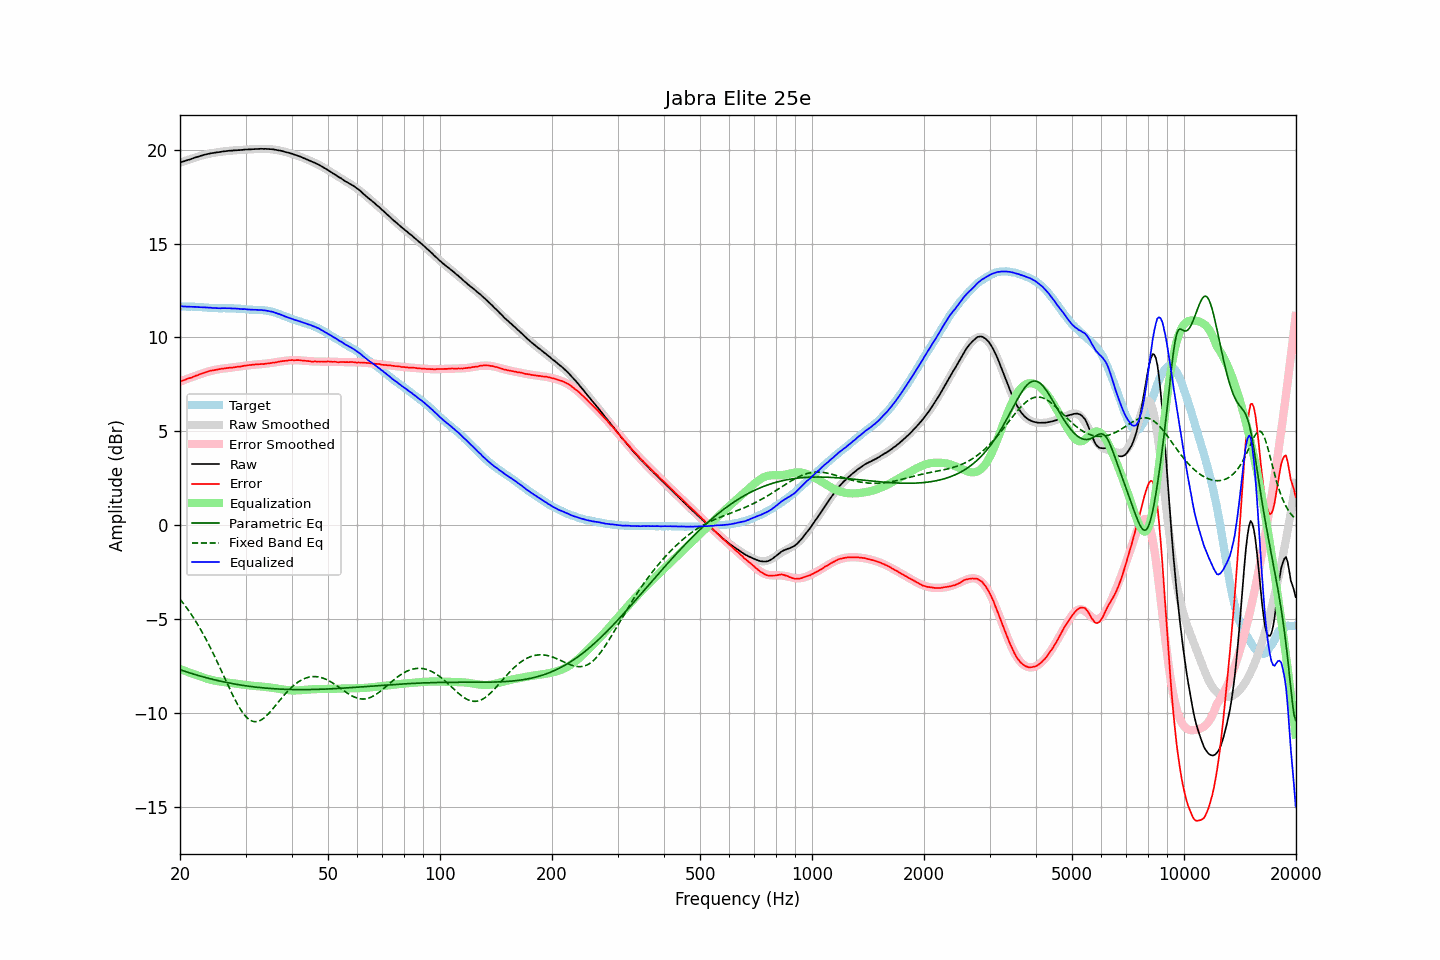 Jabra Elite 25e
Amplitude (dBr)
20
15
10
5
0
−5
−10
−15
Target
Raw Smoothed
Error Smoothed
Raw
Error
Equalization
Parametric Eq
Fixed Band Eq
Equalized
20 50 100 200 500 1000 2000 5000 10000 20000
Frequency (Hz)